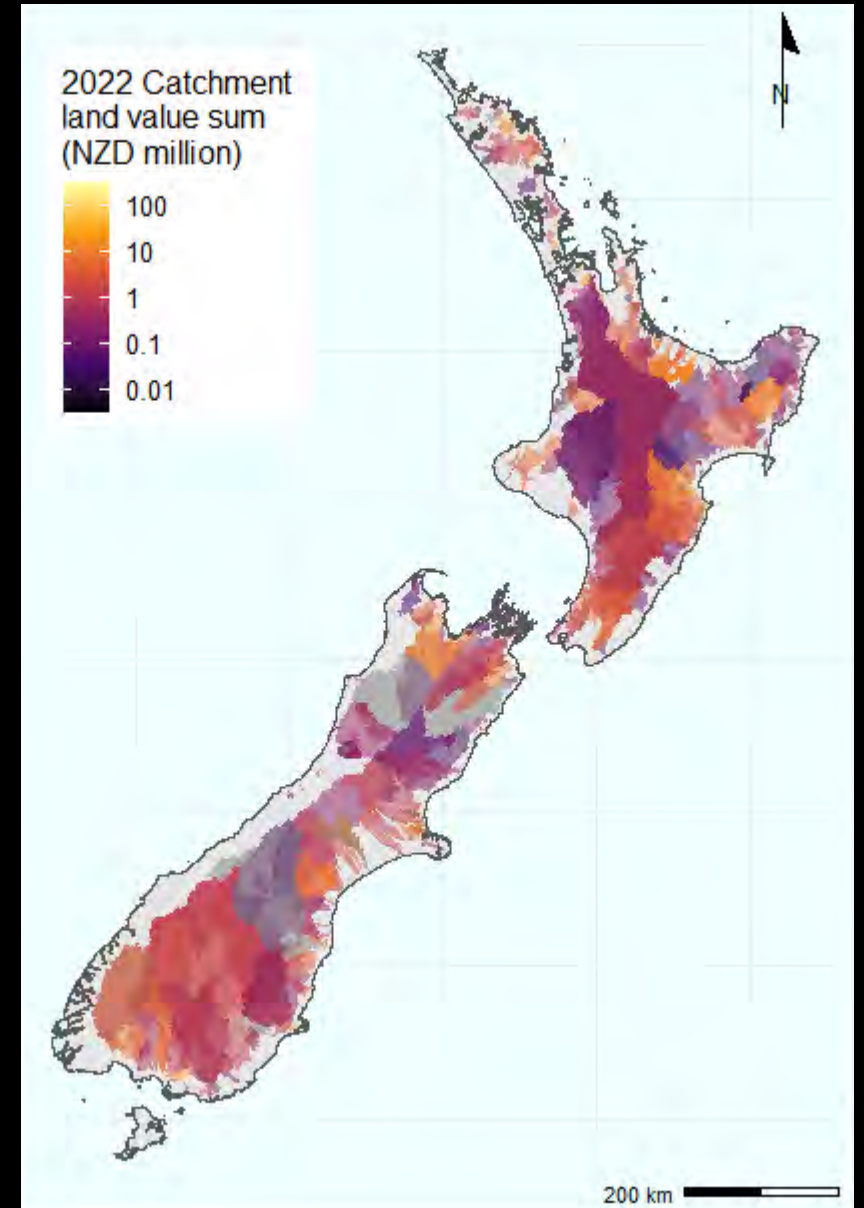 2022 Catchment
land value sum
(NZD million)
100
10
1
0.1
0.01
N
200 km